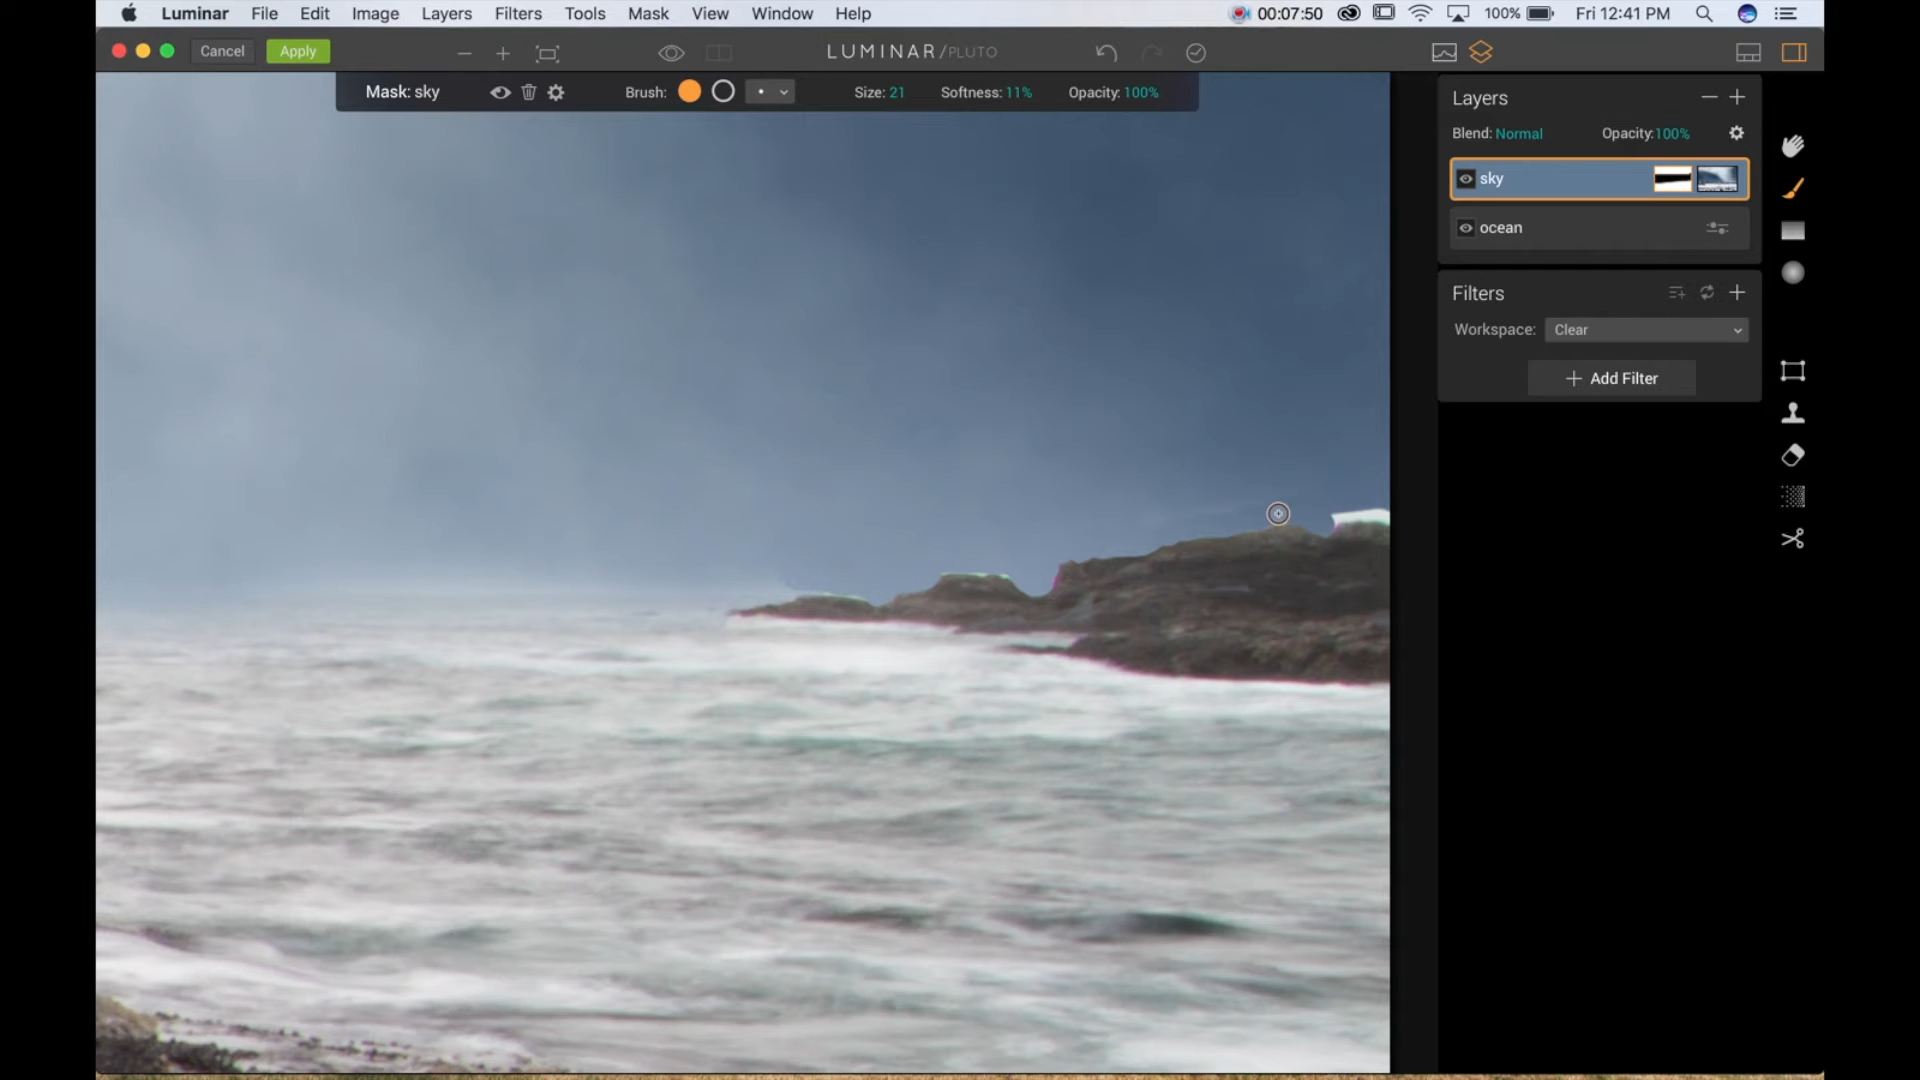 Luminar File Edit Image Layers Filters Tools Mask View Window Help 00:07:50 100% Fri 12:41 PM
Cancel Apply LUMINAR/PLUTO
Mask: sky Brush: Size: 21 Softness: 11% Opacity: 100%
Layers
Blend: Normal Opacity:100%
sky
ocean
Filters
Workspace: Clear
Add Filter